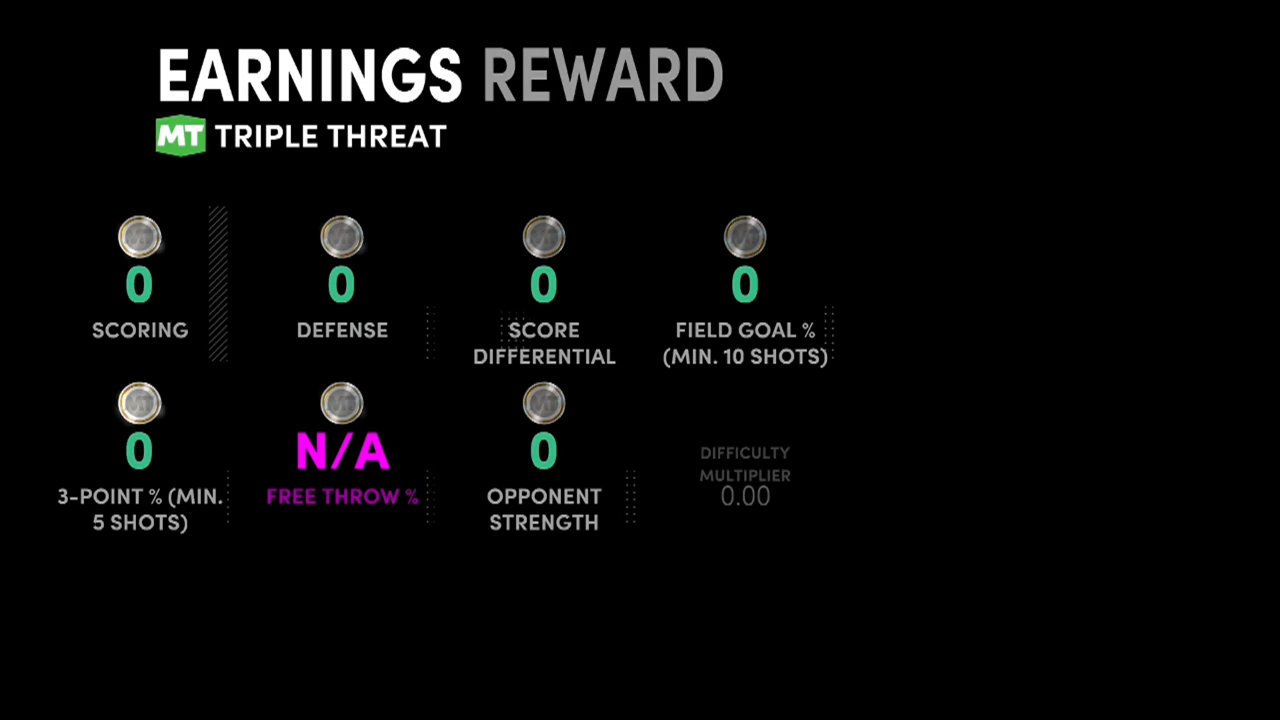 EARNINGS REWARD
MT TRIPLE THREAT
0
SCORING
0
DEFENSE
0
SCORE
DIFFERENTIAL
0
FIELD GOAL %
(MIN. 10 SHOTS)
0
3-POINT % (MIN.
5 SHOTS)
N/A
FREE THROW %
0
OPPONENT
STRENGTH
DIFFICULTY
MULTIPLIER
0.00